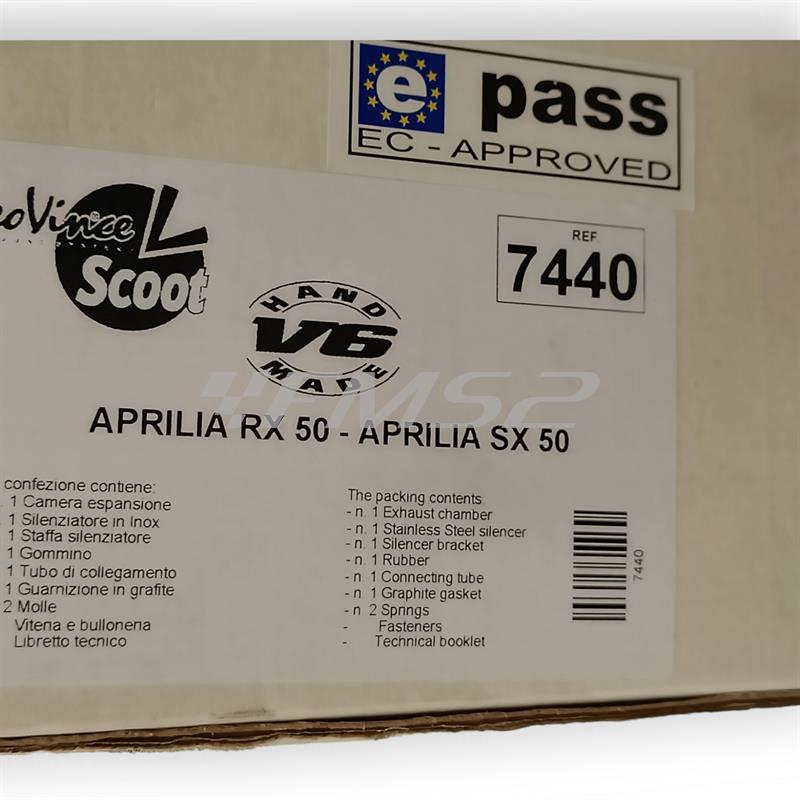 e pass
EC - APPROVED
eoVince
Scoot
REF.
7440
HAND
V6
MADE
MS2
APRILIA RX 50 - APRILIA SX 50
confezione contiene:
1 Camera espansione
1 Silenziatore in Inox
1 Staffa silenziatore
1 Gommino
1 Tubo di collegamento
1 Guarnizione in grafite
2 Molle
Viteria e bulloneria
Libretto tecnico
The packing contents
- n. 1 Exhaust chamber
- n. 1 Stainless Steel silencer
- n. 1 Silencer bracket
- n. 1 Rubber
- n. 1 Connecting tube
- n. 1 Graphite gasket
- n. 2 Springs
- Fasteners
- Technical booklet
7440